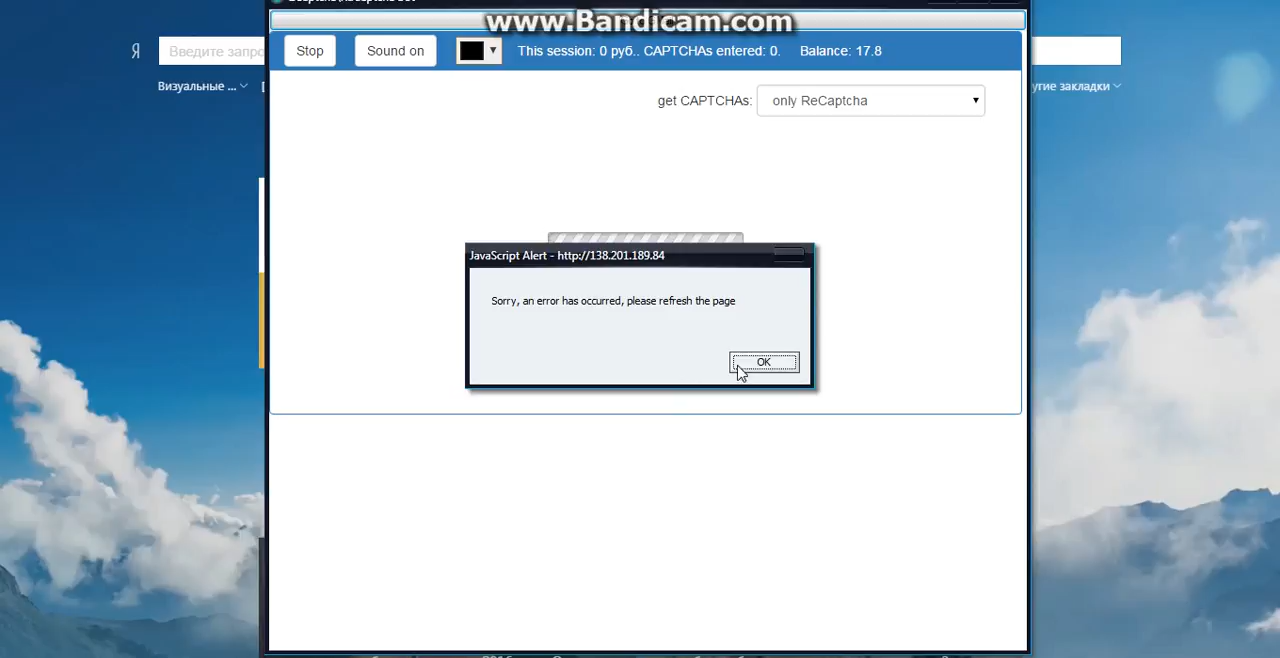 www.Bandicam.com
Я
Введите запро
Stop
Sound on
This session: 0 руб.. CAPTCHAs entered: 0.
Balance: 17.8
Визуальные ...
угие закладки
get CAPTCHAs:
only ReCaptcha
JavaScript Alert - http://138.201.189.84
Sorry, an error has occurred, please refresh the page
OK